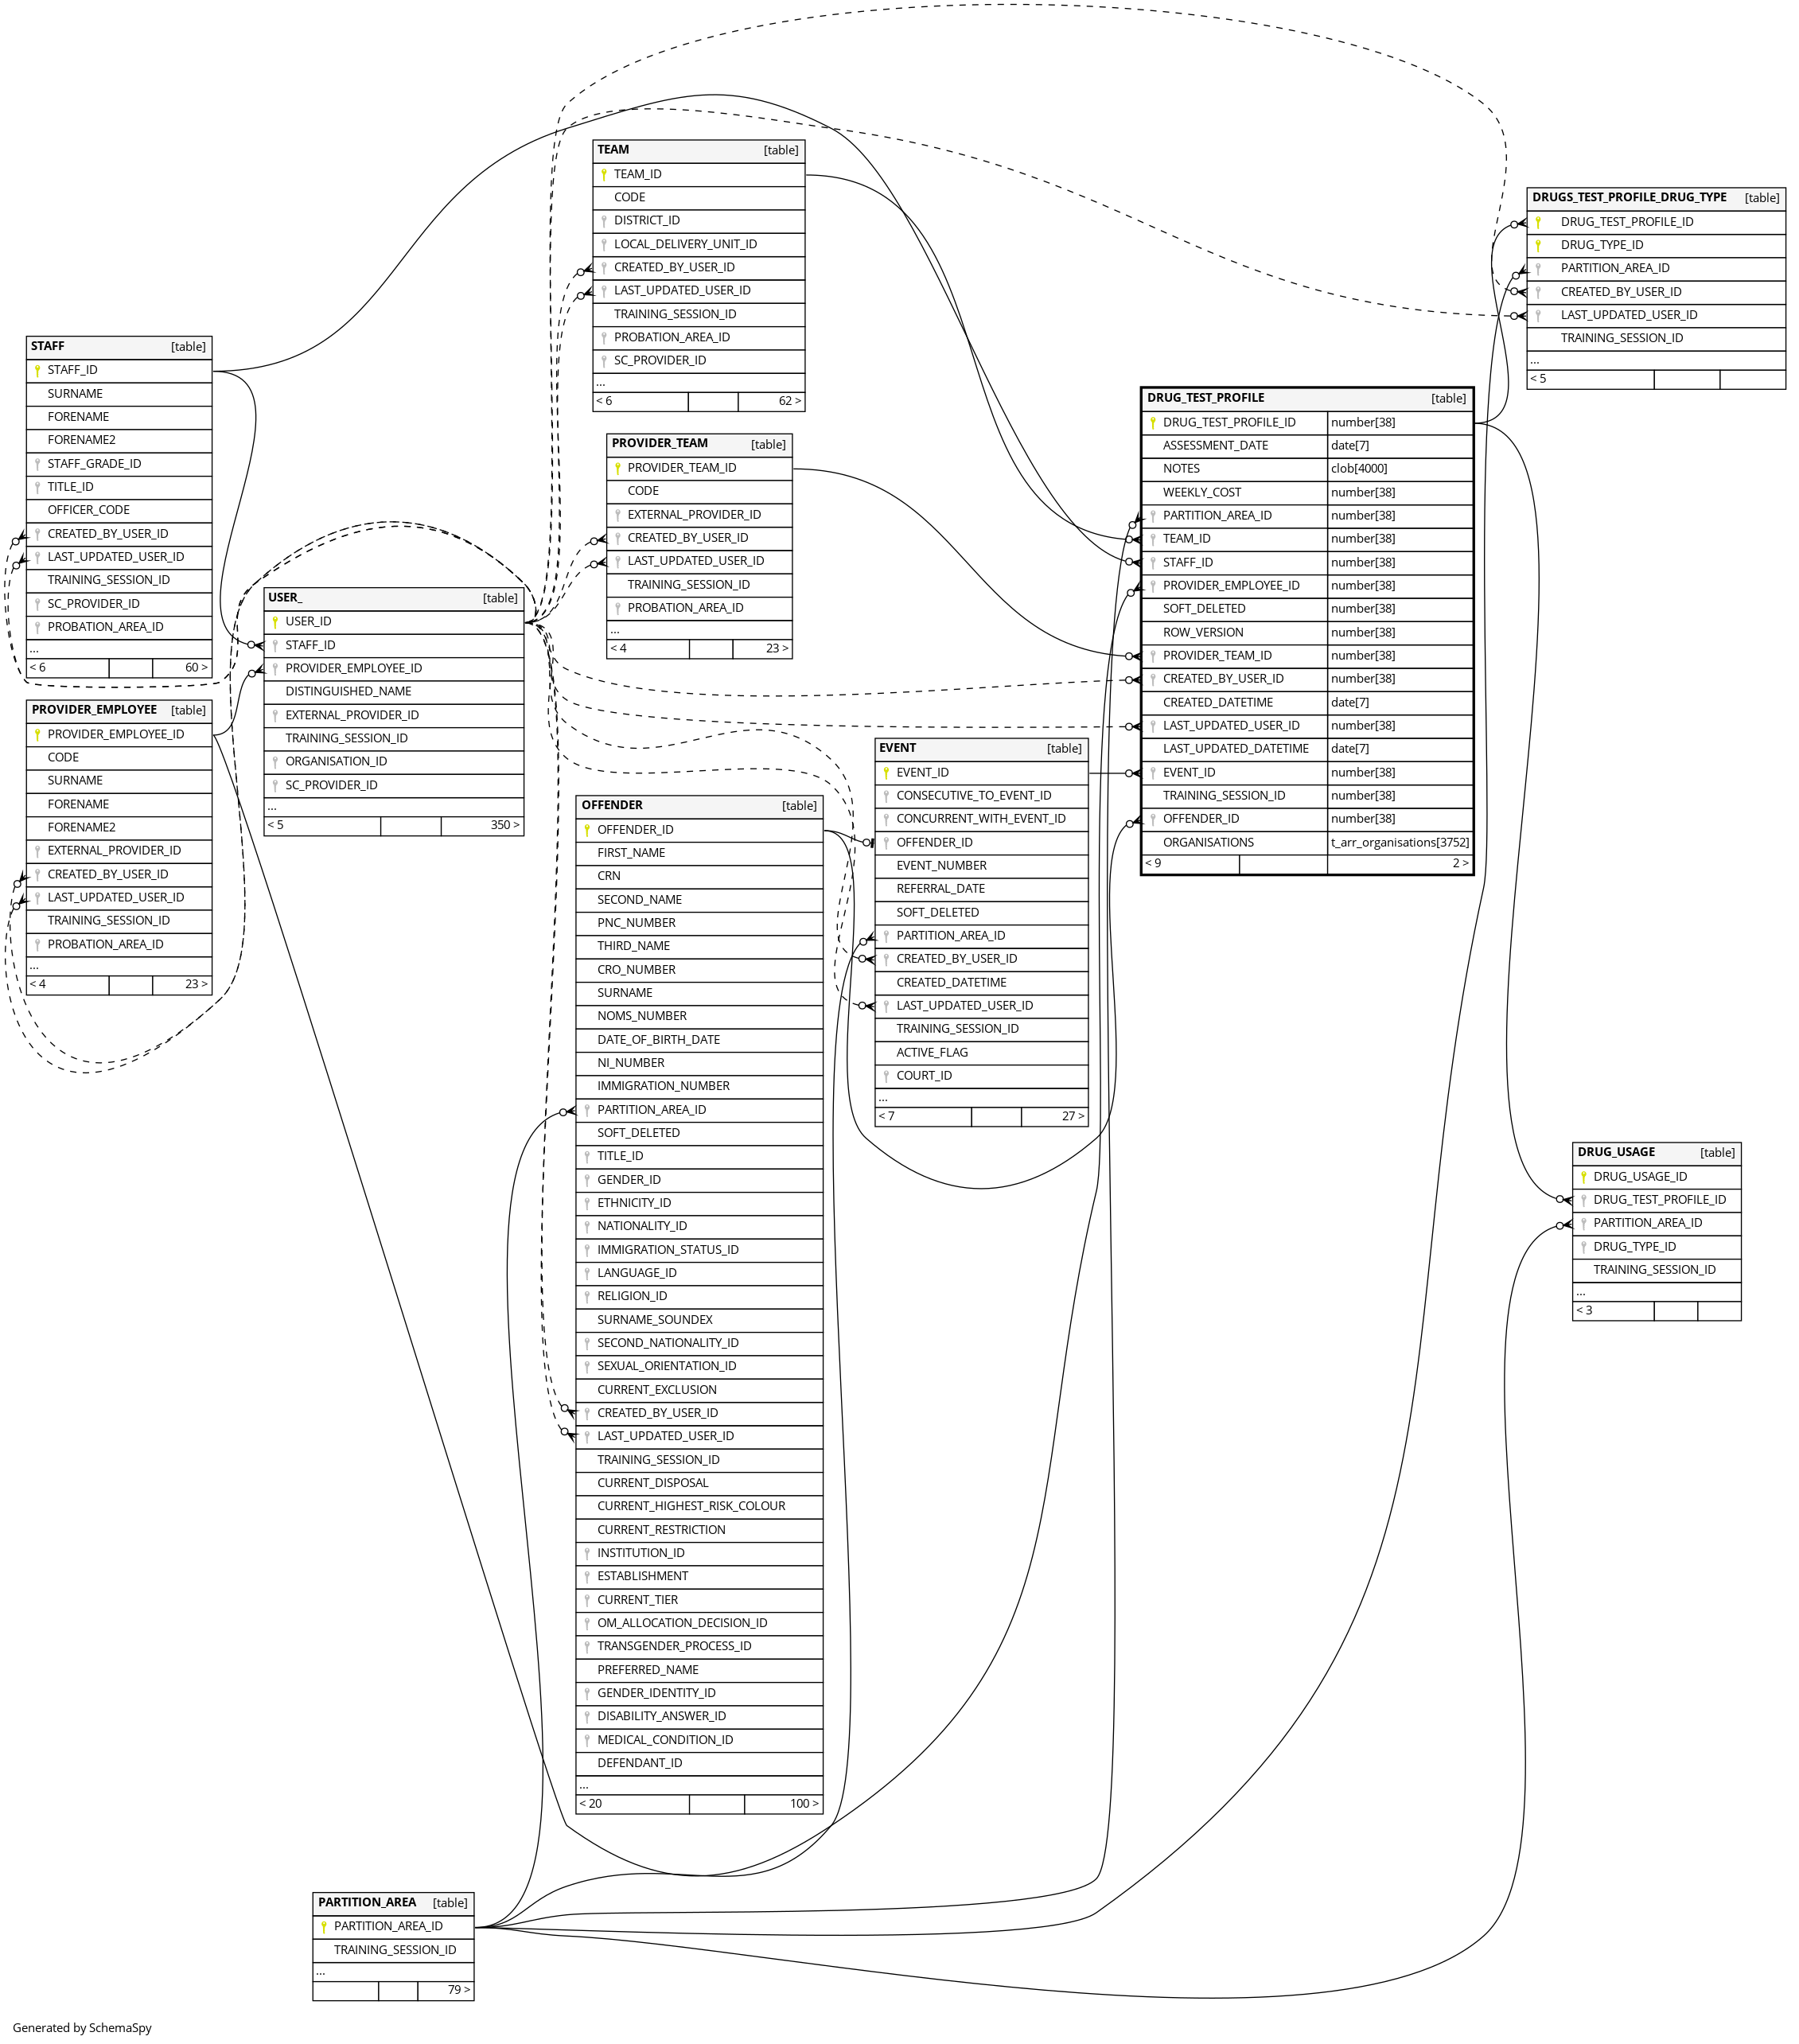 TEAM [table]
TEAM_ID
CODE
DISTRICT_ID
LOCAL_DELIVERY_UNIT_ID
CREATED_BY_USER_ID
LAST_UPDATED_USER_ID
TRAINING_SESSION_ID
PROBATION_AREA_ID
SC_PROVIDER_ID
...
< 6 62 >
DRUGS_TEST_PROFILE_DRUG_TYPE [table]
DRUG_TEST_PROFILE_ID
DRUG_TYPE_ID
PARTITION_AREA_ID
CREATED_BY_USER_ID
LAST_UPDATED_USER_ID
TRAINING_SESSION_ID
...
< 5
STAFF [table]
STAFF_ID
SURNAME
FORENAME
FORENAME2
STAFF_GRADE_ID
TITLE_ID
OFFICER_CODE
CREATED_BY_USER_ID
LAST_UPDATED_USER_ID
TRAINING_SESSION_ID
SC_PROVIDER_ID
PROBATION_AREA_ID
...
< 6 60 >
PROVIDER_TEAM [table]
PROVIDER_TEAM_ID
CODE
EXTERNAL_PROVIDER_ID
CREATED_BY_USER_ID
LAST_UPDATED_USER_ID
TRAINING_SESSION_ID
PROBATION_AREA_ID
...
< 4 23 >
DRUG_TEST_PROFILE [table]
DRUG_TEST_PROFILE_ID number[38]
ASSESSMENT_DATE date[7]
NOTES clob[4000]
WEEKLY_COST number[38]
PARTITION_AREA_ID number[38]
TEAM_ID number[38]
STAFF_ID number[38]
PROVIDER_EMPLOYEE_ID number[38]
SOFT_DELETED number[38]
ROW_VERSION number[38]
PROVIDER_TEAM_ID number[38]
CREATED_BY_USER_ID number[38]
CREATED_DATETIME date[7]
LAST_UPDATED_USER_ID number[38]
LAST_UPDATED_DATETIME date[7]
EVENT_ID number[38]
TRAINING_SESSION_ID number[38]
OFFENDER_ID number[38]
ORGANISATIONS t_arr_organisations[3752]
< 9 2 >
USER_ [table]
USER_ID
STAFF_ID
PROVIDER_EMPLOYEE_ID
DISTINGUISHED_NAME
EXTERNAL_PROVIDER_ID
TRAINING_SESSION_ID
ORGANISATION_ID
SC_PROVIDER_ID
...
< 5 350 >
PROVIDER_EMPLOYEE [table]
PROVIDER_EMPLOYEE_ID
CODE
SURNAME
FORENAME
FORENAME2
EXTERNAL_PROVIDER_ID
CREATED_BY_USER_ID
LAST_UPDATED_USER_ID
TRAINING_SESSION_ID
PROBATION_AREA_ID
...
< 4 23 >
EVENT [table]
EVENT_ID
CONSECUTIVE_TO_EVENT_ID
CONCURRENT_WITH_EVENT_ID
OFFENDER_ID
EVENT_NUMBER
REFERRAL_DATE
SOFT_DELETED
PARTITION_AREA_ID
CREATED_BY_USER_ID
CREATED_DATETIME
LAST_UPDATED_USER_ID
TRAINING_SESSION_ID
ACTIVE_FLAG
COURT_ID
...
< 7 27 >
OFFENDER [table]
OFFENDER_ID
FIRST_NAME
CRN
SECOND_NAME
PNC_NUMBER
THIRD_NAME
CRO_NUMBER
SURNAME
NOMS_NUMBER
DATE_OF_BIRTH_DATE
NI_NUMBER
IMMIGRATION_NUMBER
PARTITION_AREA_ID
SOFT_DELETED
TITLE_ID
GENDER_ID
ETHNICITY_ID
NATIONALITY_ID
IMMIGRATION_STATUS_ID
LANGUAGE_ID
RELIGION_ID
SURNAME_SOUNDEX
SECOND_NATIONALITY_ID
SEXUAL_ORIENTATION_ID
CURRENT_EXCLUSION
CREATED_BY_USER_ID
LAST_UPDATED_USER_ID
TRAINING_SESSION_ID
CURRENT_DISPOSAL
CURRENT_HIGHEST_RISK_COLOUR
CURRENT_RESTRICTION
INSTITUTION_ID
ESTABLISHMENT
CURRENT_TIER
OM_ALLOCATION_DECISION_ID
TRANSGENDER_PROCESS_ID
PREFERRED_NAME
GENDER_IDENTITY_ID
DISABILITY_ANSWER_ID
MEDICAL_CONDITION_ID
DEFENDANT_ID
...
< 20 100 >
DRUG_USAGE [table]
DRUG_USAGE_ID
DRUG_TEST_PROFILE_ID
PARTITION_AREA_ID
DRUG_TYPE_ID
TRAINING_SESSION_ID
...
< 3
PARTITION_AREA [table]
PARTITION_AREA_ID
TRAINING_SESSION_ID
...
79 >
Generated by SchemaSpy